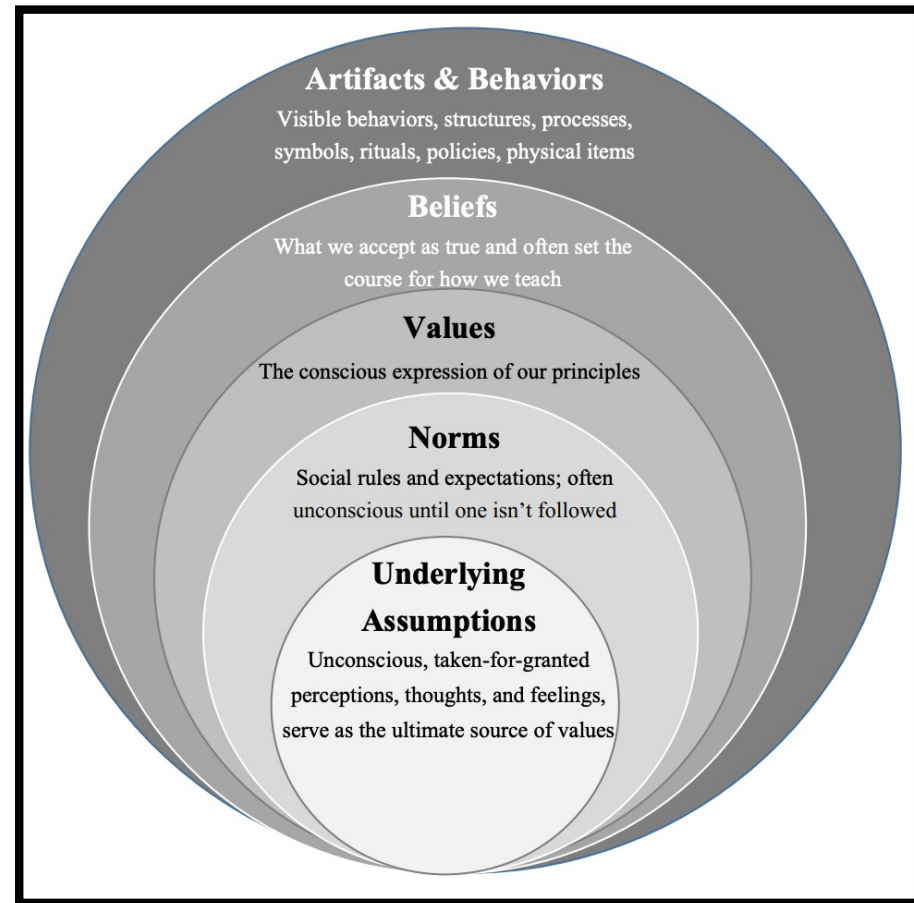 Artifacts & Behaviors
Visible behaviors, structures, processes,
symbols, rituals, policies, physical items
Beliefs
What we accept as true and often set the
course for how we teach
Values
The conscious expression of our principles
Norms
Social rules and expectations; often
unconscious until one isn’t followed
Underlying
Assumptions
Unconscious, taken-for-granted
perceptions, thoughts, and feelings,
serve as the ultimate source of values